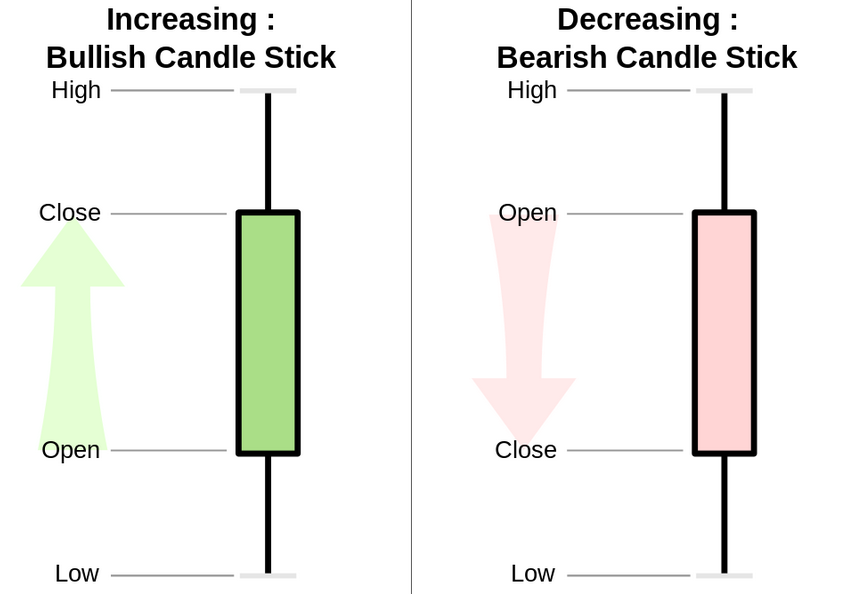 Increasing :
Bullish Candle Stick
High
Close
Open
Low
Decreasing :
Bearish Candle Stick
High
Open
Close
Low